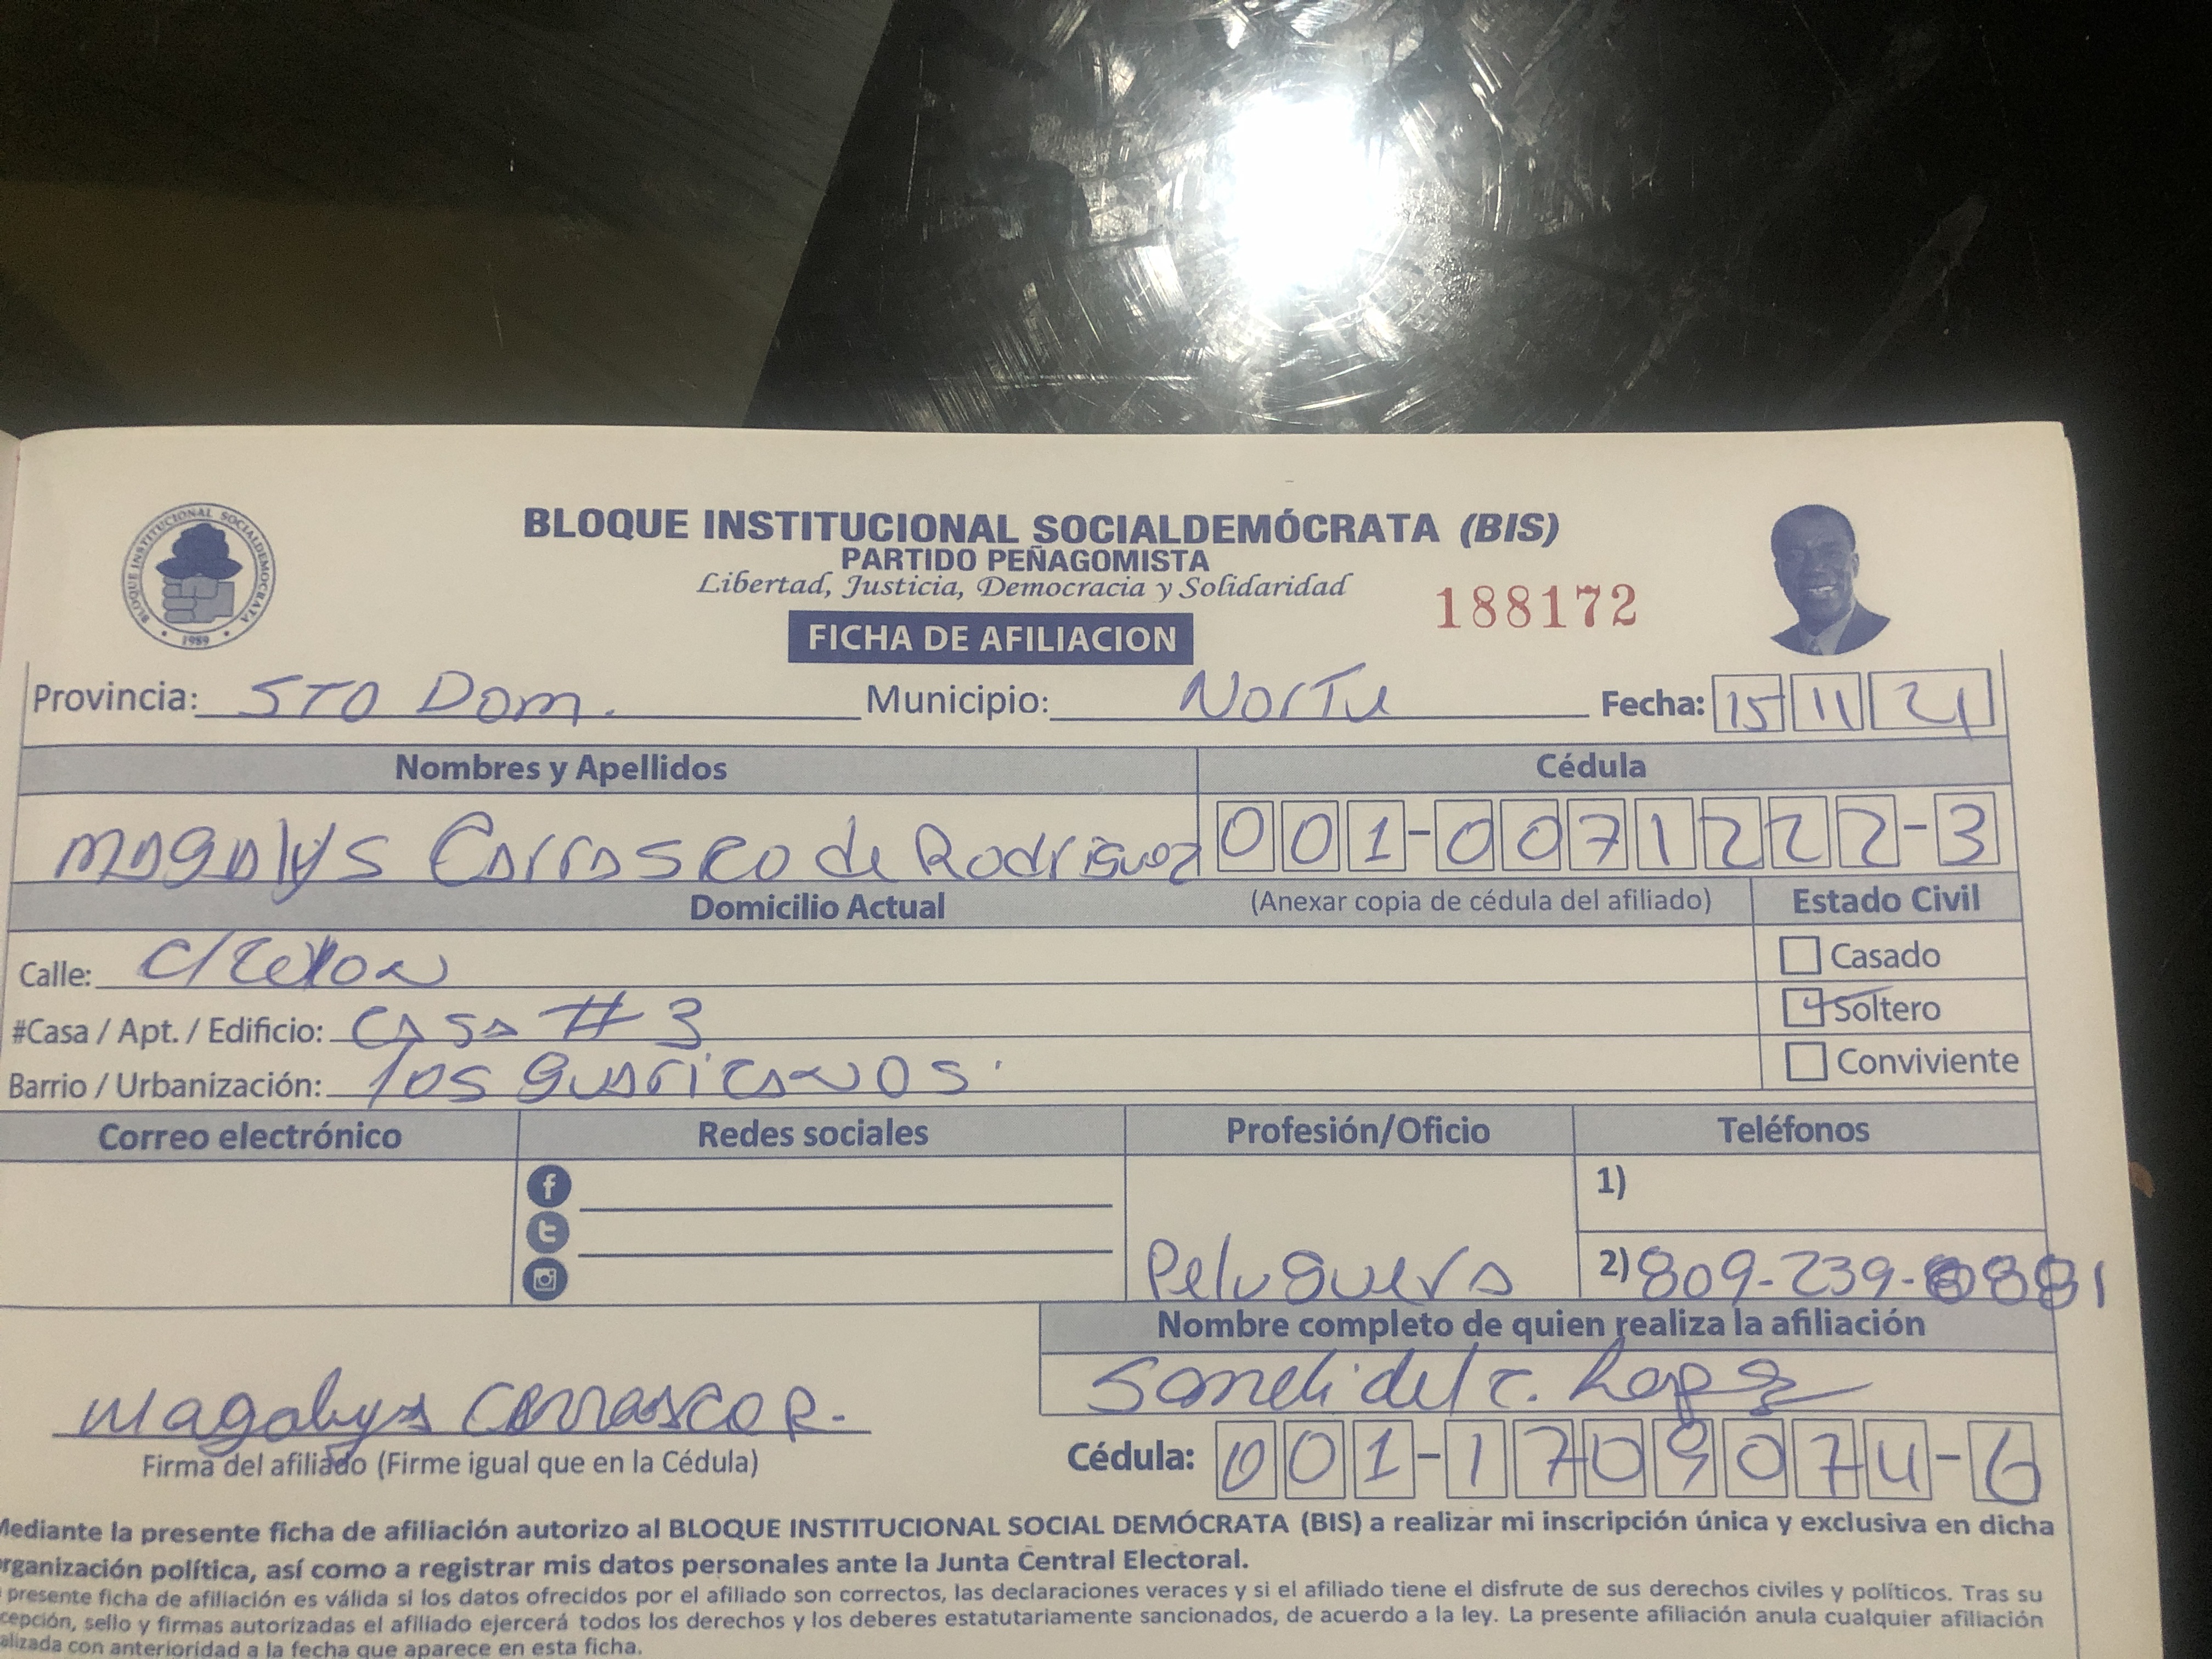 BLOQUE INSTITUCIONAL SOCIALDEMÓCRATA
1989
BLOQUE INSTITUCIONAL SOCIALDEMÓCRATA (BIS)
PARTIDO PEÑAGOMISTA
Libertad, Justicia, Democracia y Solidaridad
188172
FICHA DE AFILIACION
Provincia: STO Dom. Municipio: Norte Fecha: 15 11 21
Nombres y Apellidos Cédula
Magalys Carrasco de Rodriguez 001-0071222-3
Domicilio Actual (Anexar copia de cédula del afiliado) Estado Civil
Calle: C/ Casado
#Casa / Apt. / Edificio: Casa # 3 Soltero
Barrio / Urbanización: los guaricanos. Conviviente
Correo electrónico Redes sociales Profesión/Oficio Teléfonos
1)
Peluquera 2) 809-239-8881
Nombre completo de quien realiza la afiliación
del C. Lopez
Magalys Carrasco R.
Firma del afiliado (Firme igual que en la Cédula) Cédula: 001-1709074-6
Mediante la presente ficha de afiliación autorizo al BLOQUE INSTITUCIONAL SOCIAL DEMÓCRATA (BIS) a realizar mi inscripción única y exclusiva en dicha
rganización política, así como a registrar mis datos personales ante la Junta Central Electoral.
presente ficha de afiliación es válida si los datos ofrecidos por el afiliado son correctos, las declaraciones veraces y si el afiliado tiene el disfrute de sus derechos civiles y políticos. Tras su
cepción, sello y firmas autorizadas el afiliado ejercerá todos los derechos y los deberes estatutariamente sancionados, de acuerdo a la ley. La presente afiliación anula cualquier afiliación
alizada con anterioridad a la fecha que aparece en esta ficha.